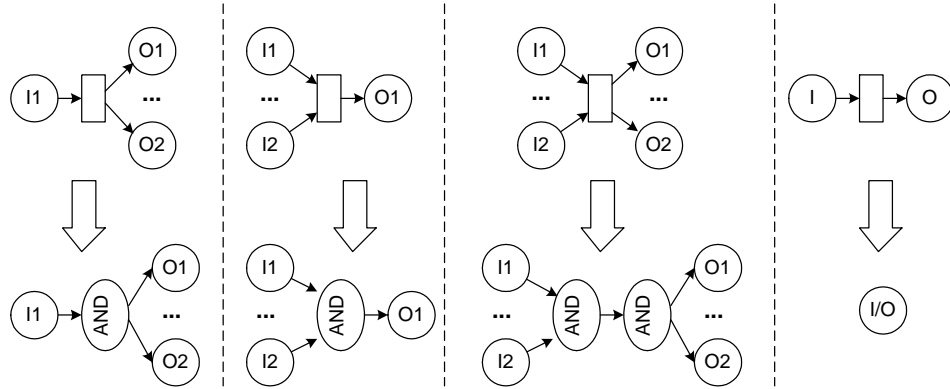 O1
I1
...
O2
I1
...
I2
O1
I1
...
I2
O1
...
O2
I
O
I1
AND
O1
...
O2
I1
...
I2
AND
O1
I1
...
I2
AND
AND
O1
...
O2
I/O